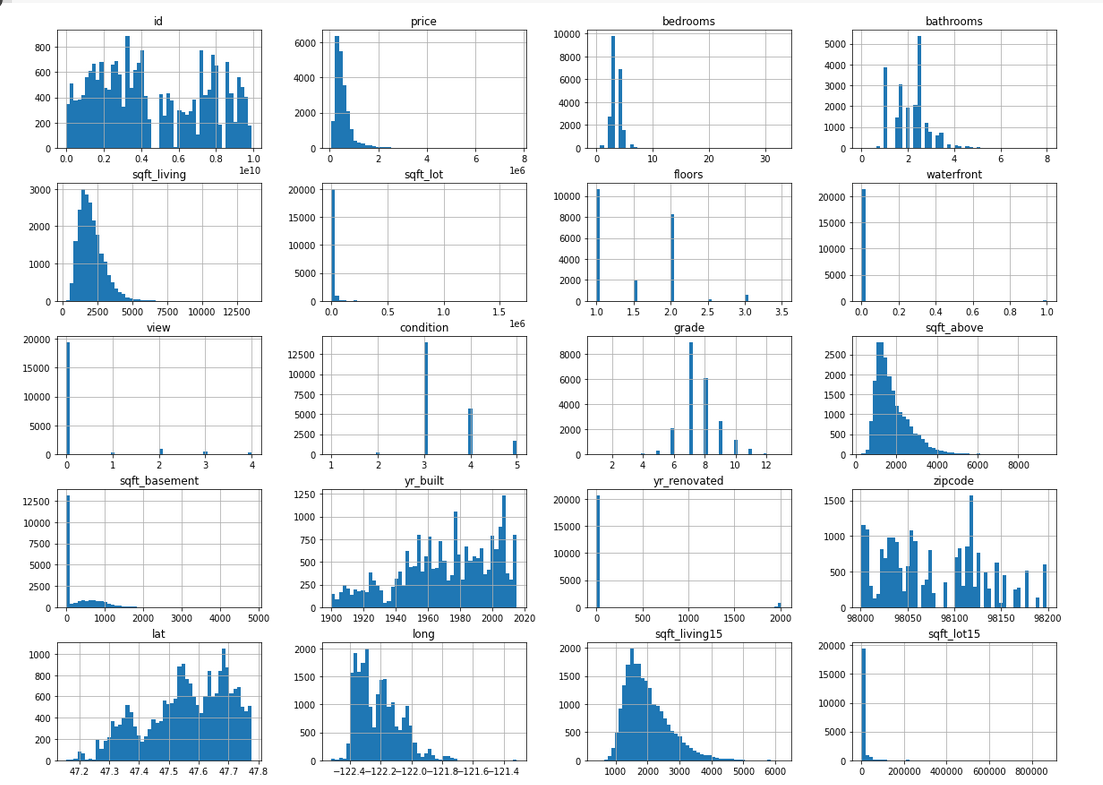 id price bedrooms bathrooms
800 600 400 200 0
6000 4000 2000 0
10000 8000 6000 4000 2000 0
5000 4000 3000 2000 1000 0
0.0 0.2 0.4 0.6 0.8 1.0
1e10
0 2 4 6 8
1e6
0 10 20 30
0 2 4 6 8
sqft_living sqft_lot floors waterfront
3000 2000 1000 0
20000 15000 10000 5000 0
10000 8000 6000 4000 2000 0
20000 15000 10000 5000 0
0 2500 5000 7500 10000 12500
0.0 0.5 1.0 1.5
1e6
1.0 1.5 2.0 2.5 3.0 3.5
0.0 0.2 0.4 0.6 0.8 1.0
view condition grade sqft_above
20000 15000 10000 5000 0
12500 10000 7500 5000 2500 0
8000 6000 4000 2000 0
2500 2000 1500 1000 500 0
0 1 2 3 4
1 2 3 4 5
2 4 6 8 10 12
0 2000 4000 6000 8000
sqft_basement yr_built yr_renovated zipcode
12500 10000 7500 5000 2500 0
1250 1000 750 500 250 0
20000 15000 10000 5000 0
1500 1000 500 0
0 1000 2000 3000 4000 5000
1900 1920 1940 1960 1980 2000 2020
0 500 1000 1500 2000
98000 98050 98100 98150 98200
lat long sqft_living15 sqft_lot15
1000 800 600 400 200 0
2000 1500 1000 500 0
2000 1500 1000 500 0
20000 15000 10000 5000 0
47.2 47.3 47.4 47.5 47.6 47.7 47.8
−122.4 −122.2 −122.0 −121.8 −121.6 −121.4
1000 2000 3000 4000 5000 6000
0 200000 400000 600000 800000